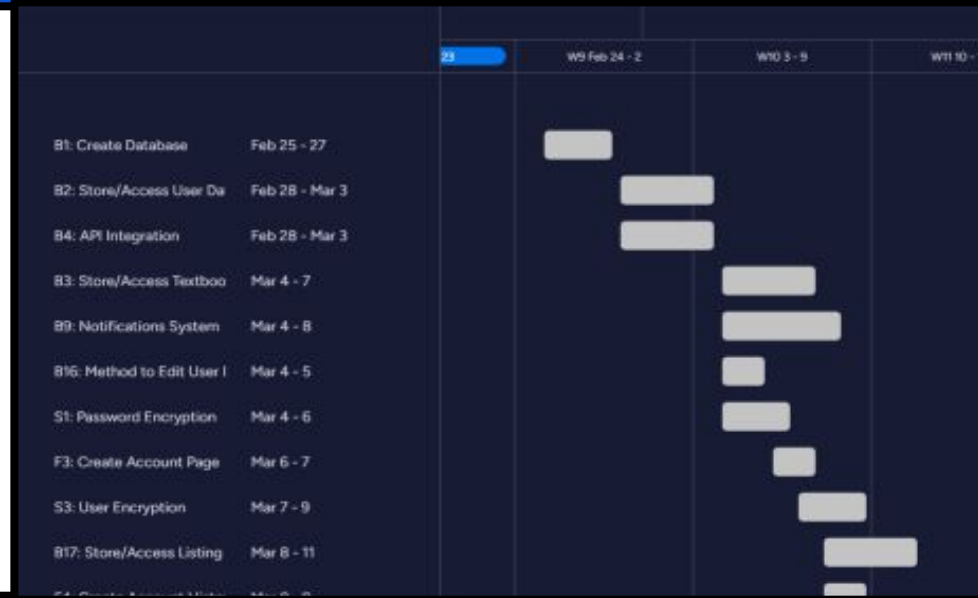 23 W9 Feb 24 - 2 W10 3 - 9 W11 10 -
B1: Create Database Feb 25 - 27
B2: Store/Access User Da Feb 28 - Mar 3
B4: API Integration Feb 28 - Mar 3
B3: Store/Access Textboo Mar 4 - 7
B9: Notifications System Mar 4 - 8
B16: Method to Edit User I Mar 4 - 5
S1: Password Encryption Mar 4 - 6
F3: Create Account Page Mar 6 - 7
S3: User Encryption Mar 7 - 9
B17: Store/Access Listing Mar 8 - 11